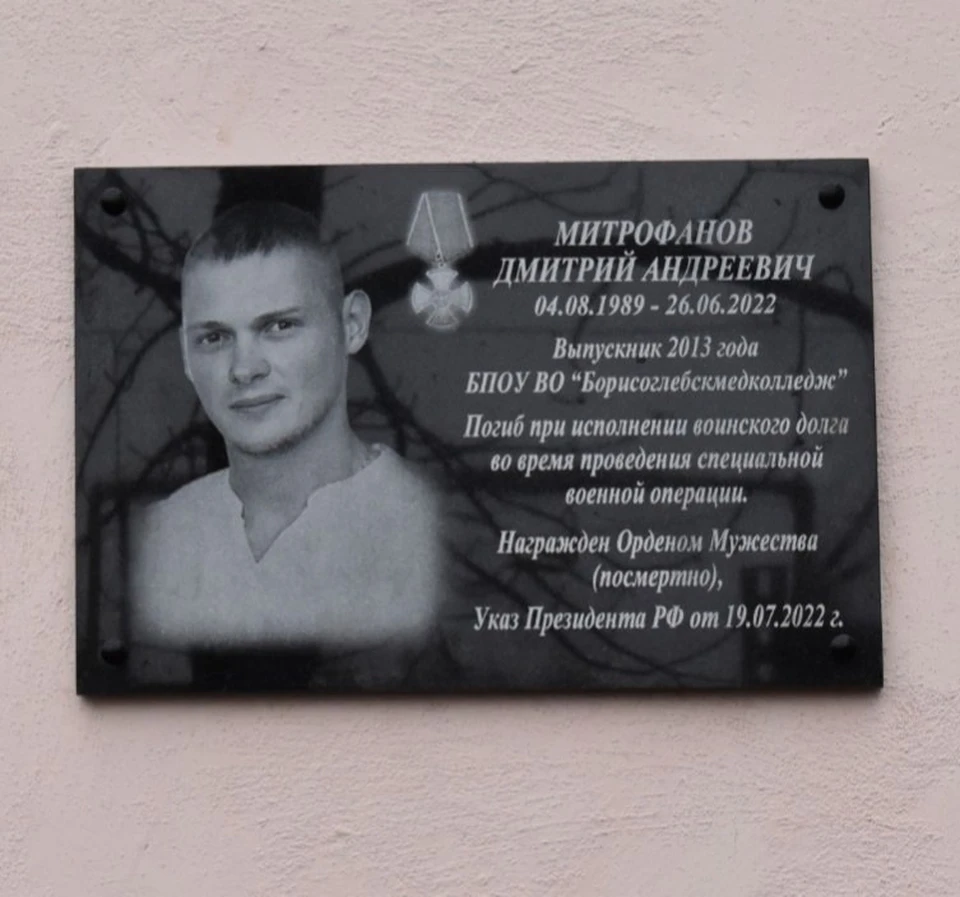 МИТРОФАНОВ
ДМИТРИЙ АНДРЕЕВИЧ
04.08.1989 - 26.06.2022
Выпускник 2013 года
БПОУ ВО “Борисоглебскмедколледж”
Погиб при исполнении воинского долга
во время проведения специальной
военной операции.
Награжден Орденом Мужества
(посмертно),
Указ Президента РФ от 19.07.2022 г.